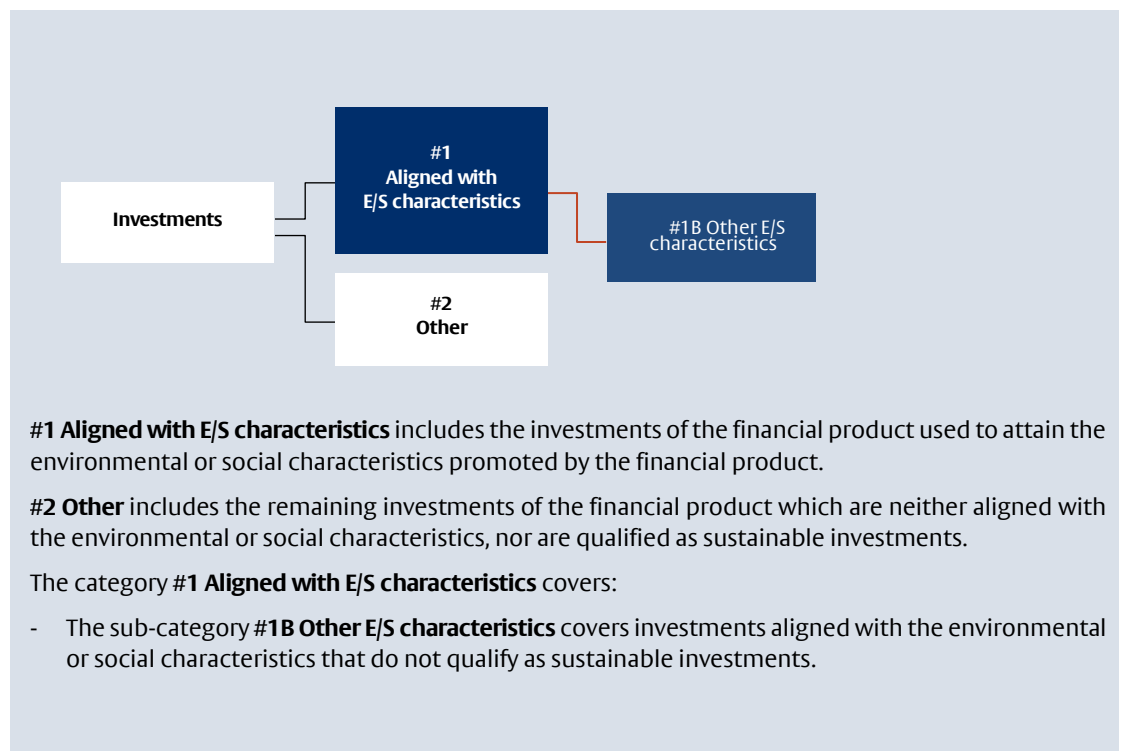 #1
Aligned with
E/S characteristics
Investments
#1B Other E/S
characteristics
#2
Other
#1 Aligned with E/S characteristics includes the investments of the financial product used to attain the
environmental or social characteristics promoted by the financial product.
#2 Other includes the remaining investments of the financial product which are neither aligned with
the environmental or social characteristics, nor are qualified as sustainable investments.
The category #1 Aligned with E/S characteristics covers:
- The sub-category #1B Other E/S characteristics covers investments aligned with the environmental
or social characteristics that do not qualify as sustainable investments.